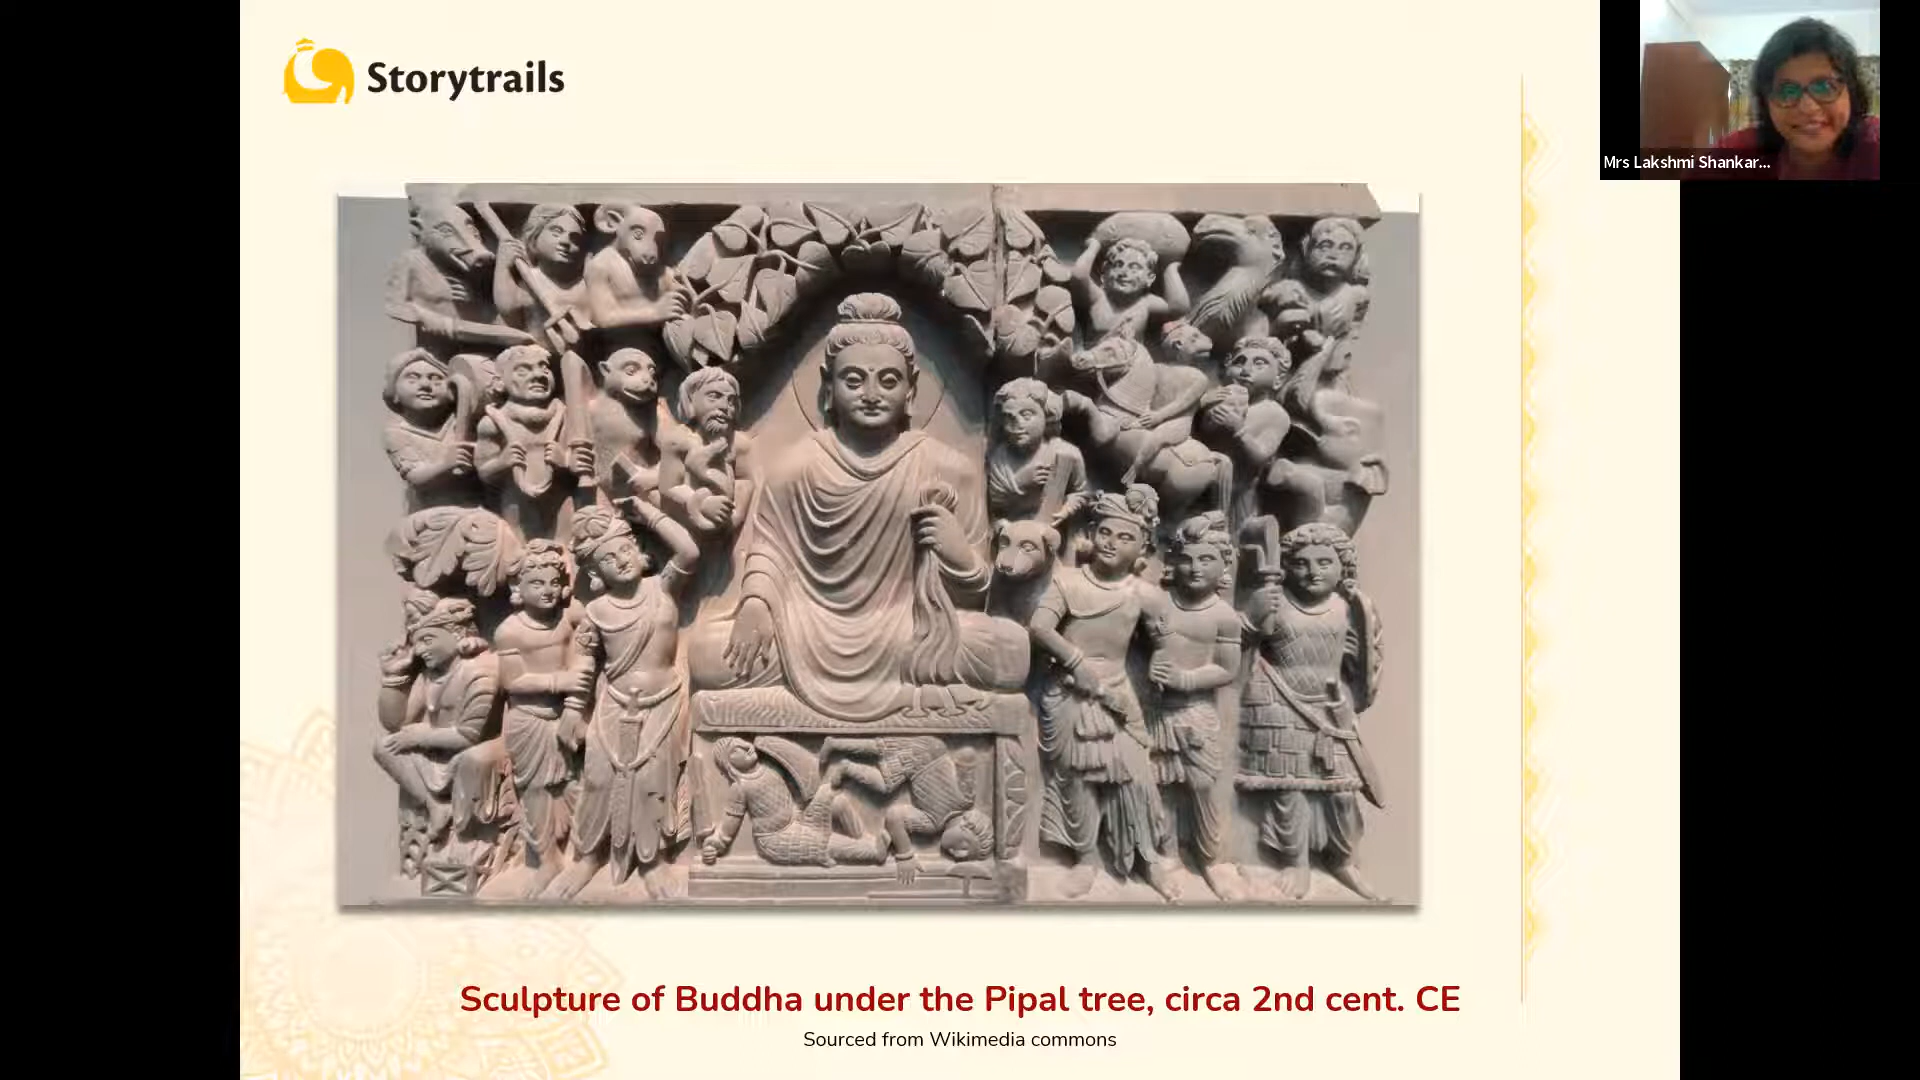 Storytrails
Mrs Lakshmi Shankar...
Sculpture of Buddha under the Pipal tree, circa 2nd cent. CE
Sourced from Wikimedia commons